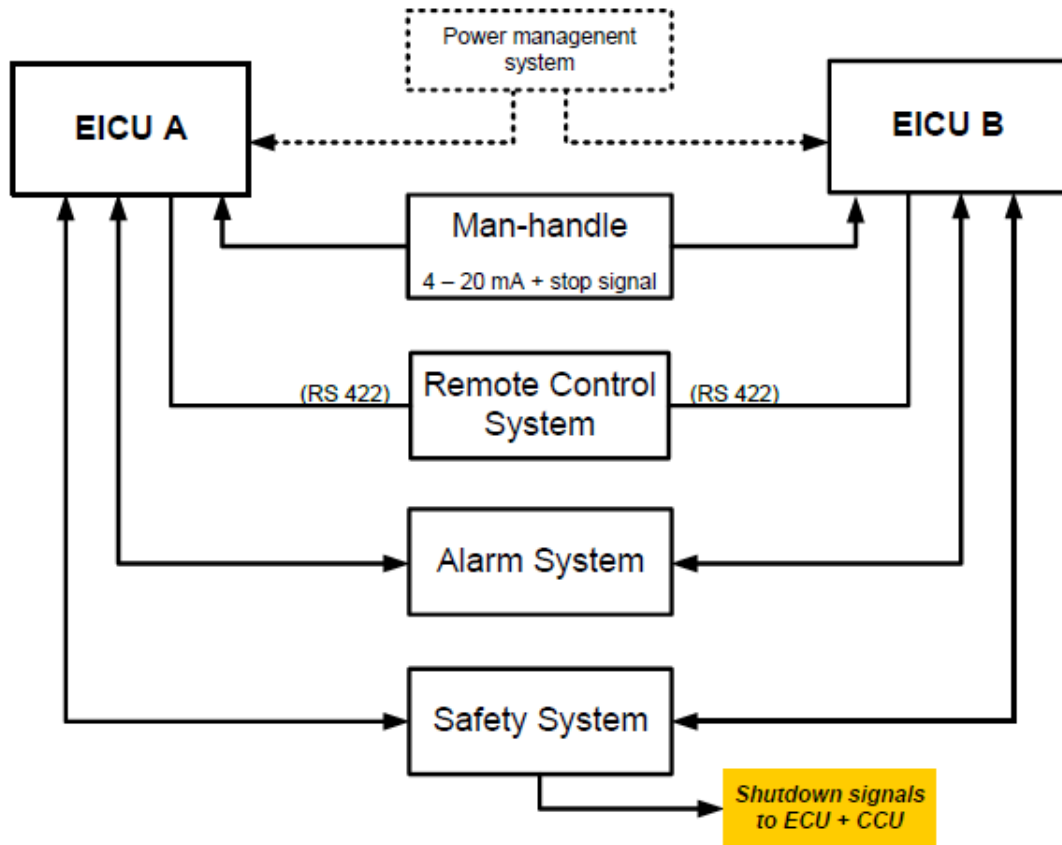 Power management
system
EICU A
EICU B
Man-handle
4 – 20 mA + stop signal
(RS 422)
Remote Control
System
(RS 422)
Alarm System
Safety System
Shutdown signals
to ECU + CCU